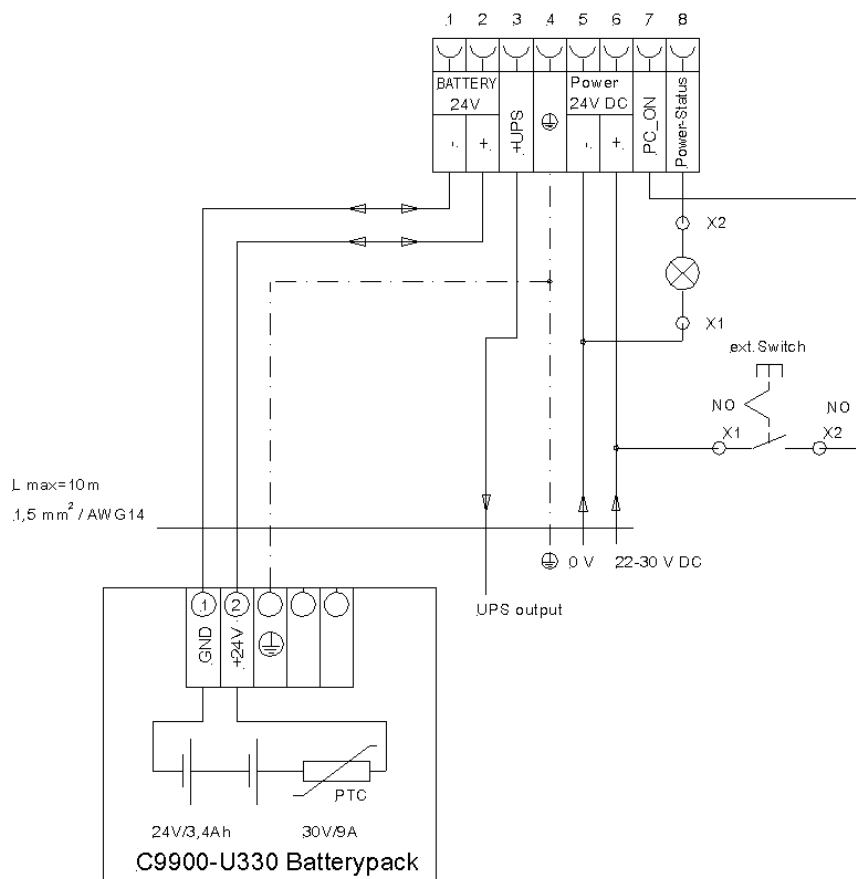 1 2 3 4 5 6 7 8
BATTERY
24V
- +
+UPS
Power
24V DC
- +
PC_ON
Power-Status
X2
X1
ext.Switch
NO
NO
X1
X2
L max=10m
1,5 mm² / AWG14
0 V
22-30 V DC
UPS output
1 2
GND
+24V
PTC
24V/3,4Ah
30V/9A
C9900-U330 Batterypack